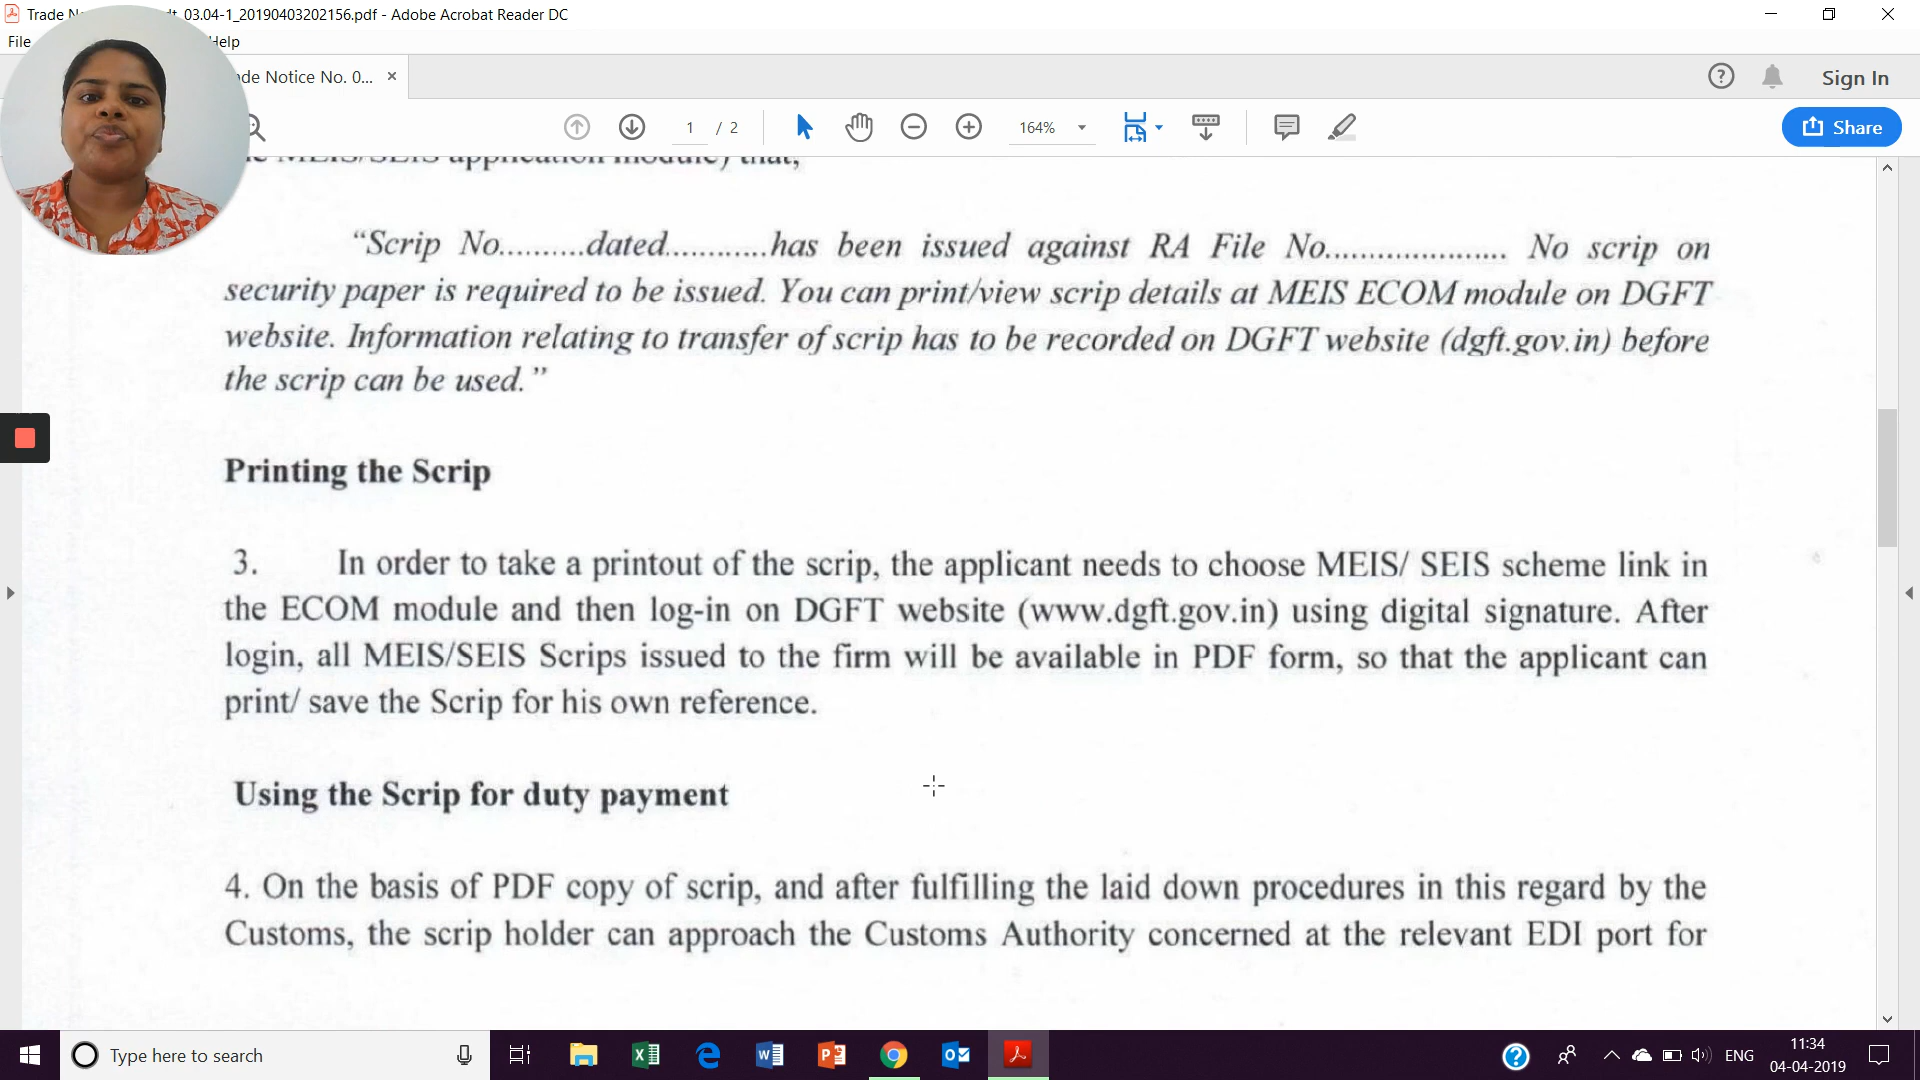 Trade N
dt_03.04-1_20190403202156.pdf - Adobe Acrobat Reader DC
File
Help
de Notice No. 0...
Sign In
1 / 2
164%
Share
MEIS/SEIS application module) that,
“Scrip No..........dated............has been issued against RA File No..................... No scrip on
security paper is required to be issued. You can print/view scrip details at MEIS ECOM module on DGFT
website. Information relating to transfer of scrip has to be recorded on DGFT website (dgft.gov.in) before
the scrip can be used.”
Printing the Scrip
3. In order to take a printout of the scrip, the applicant needs to choose MEIS/ SEIS scheme link in
the ECOM module and then log-in on DGFT website (www.dgft.gov.in) using digital signature. After
login, all MEIS/SEIS Scrips issued to the firm will be available in PDF form, so that the applicant can
print/ save the Scrip for his own reference.
Using the Scrip for duty payment
4. On the basis of PDF copy of scrip, and after fulfilling the laid down procedures in this regard by the
Customs, the scrip holder can approach the Customs Authority concerned at the relevant EDI port for
Type here to search
ENG
11:34
04-04-2019